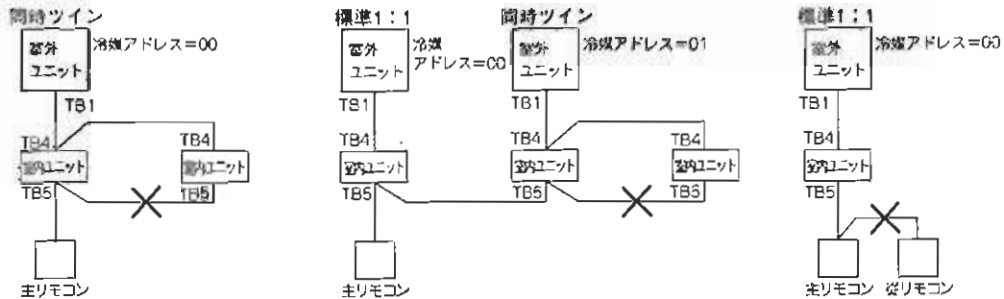 同時ツイン
室外
ユニット
冷媒アドレス=00
TB1
TB4
TB4
室内ユニット
室内ユニット
TB5
TB5
主リモコン
標準1：1
室外
ユニット
冷媒
アドレス=00
TB1
TB4
室内ユニット
TB5
主リモコン
同時ツイン
室外
ユニット
冷媒アドレス=01
TB1
TB4
TB4
室内ユニット
室内ユニット
TB5
TB5
標準1：1
室外
ユニット
冷媒アドレス=00
TB1
TB4
室内ユニット
TB5
主リモコン
従リモコン